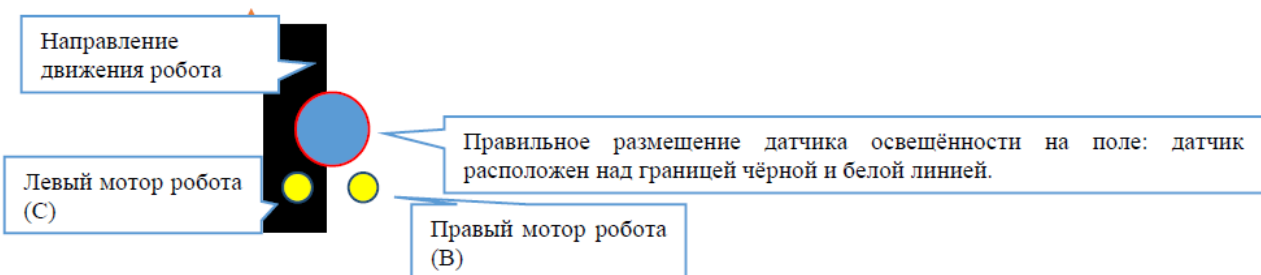 Направление
движения робота
Правильное размещение датчика освещённости на поле: датчик
расположен над границей чёрной и белой линией.
Левый мотор робота
(C)
Правый мотор робота
(B)